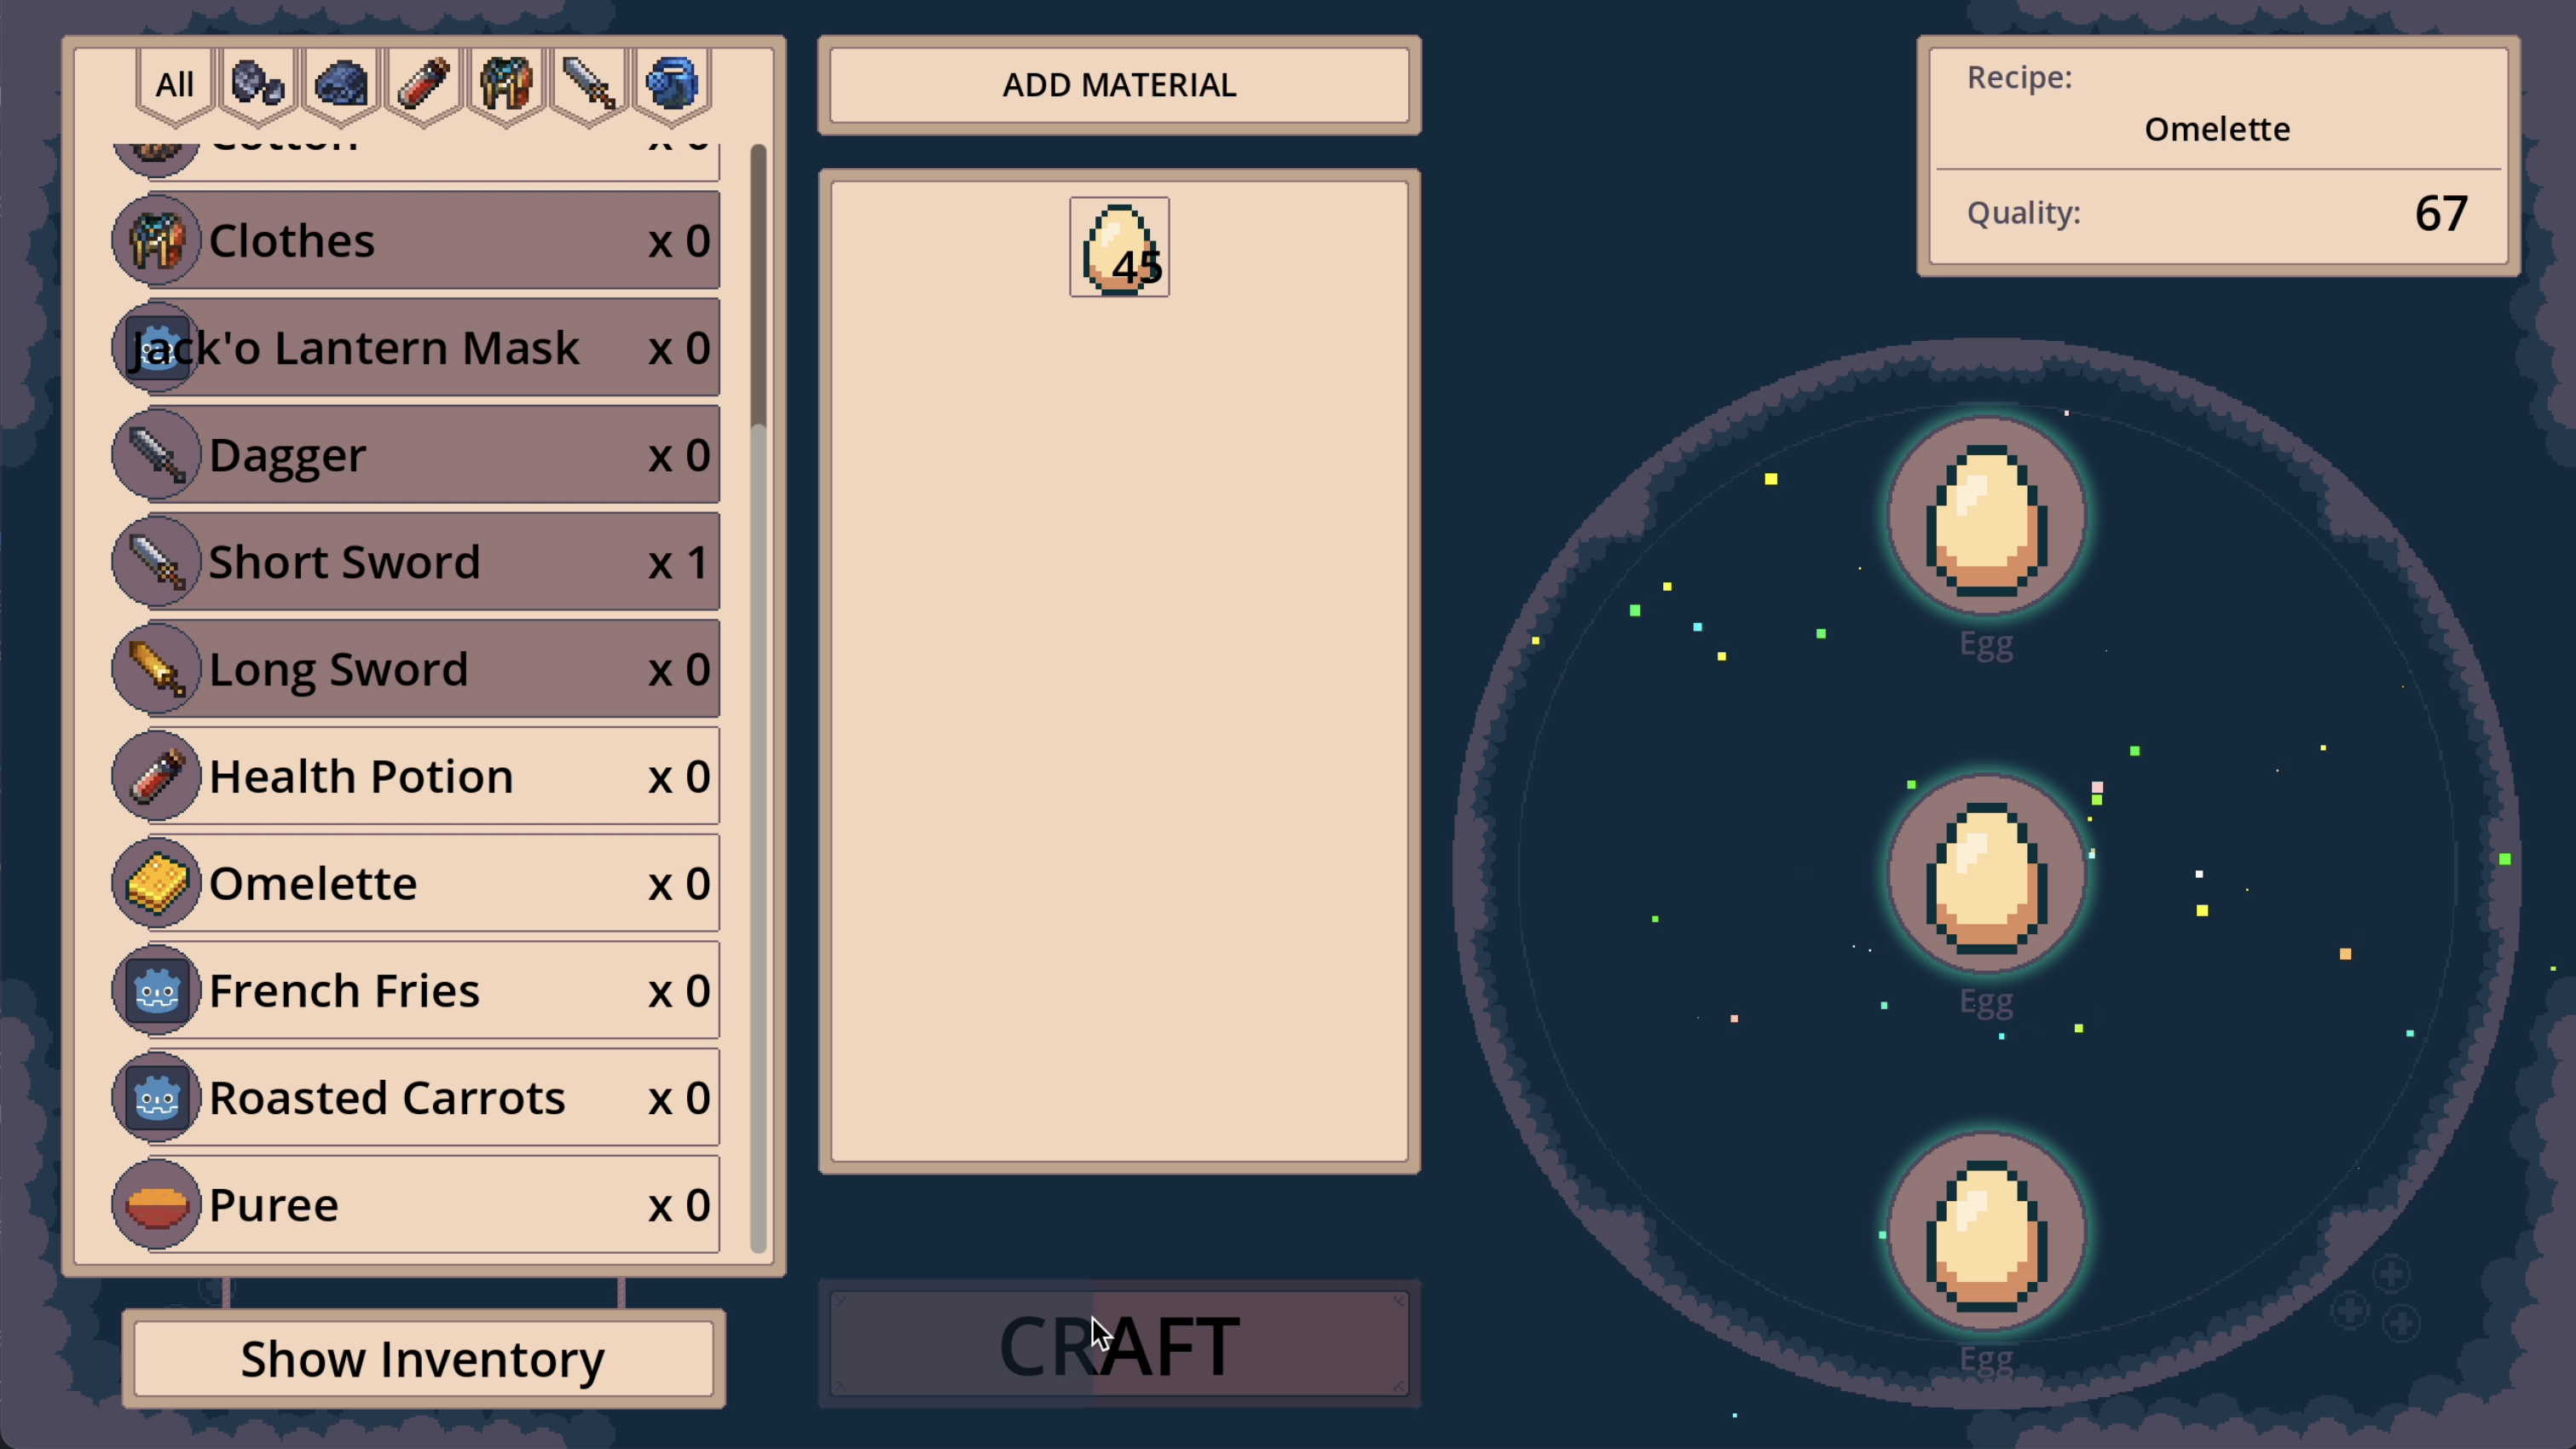 All
Cotton x 0
Clothes x 0
Jack'o Lantern Mask x 0
Dagger x 0
Short Sword x 1
Long Sword x 0
Health Potion x 0
Omelette x 0
French Fries x 0
Roasted Carrots x 0
Puree x 0
Show Inventory
ADD MATERIAL
45
CRAFT
Recipe:
Omelette
Quality: 67
Egg
Egg
Egg